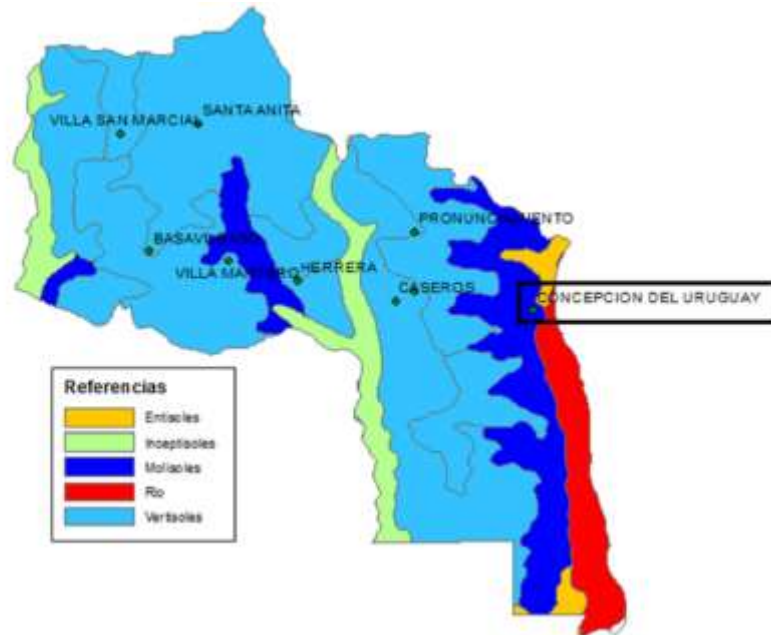 SANTA ANITA
VILLA SAN MARCIAL
PRONUNCIAMIENTO
HERRERA
CASEROS
CONCEPCION DEL URUGUAY
Referencias
Entisoles
Inceptisoles
Molisoles
Rio
Vertisoles